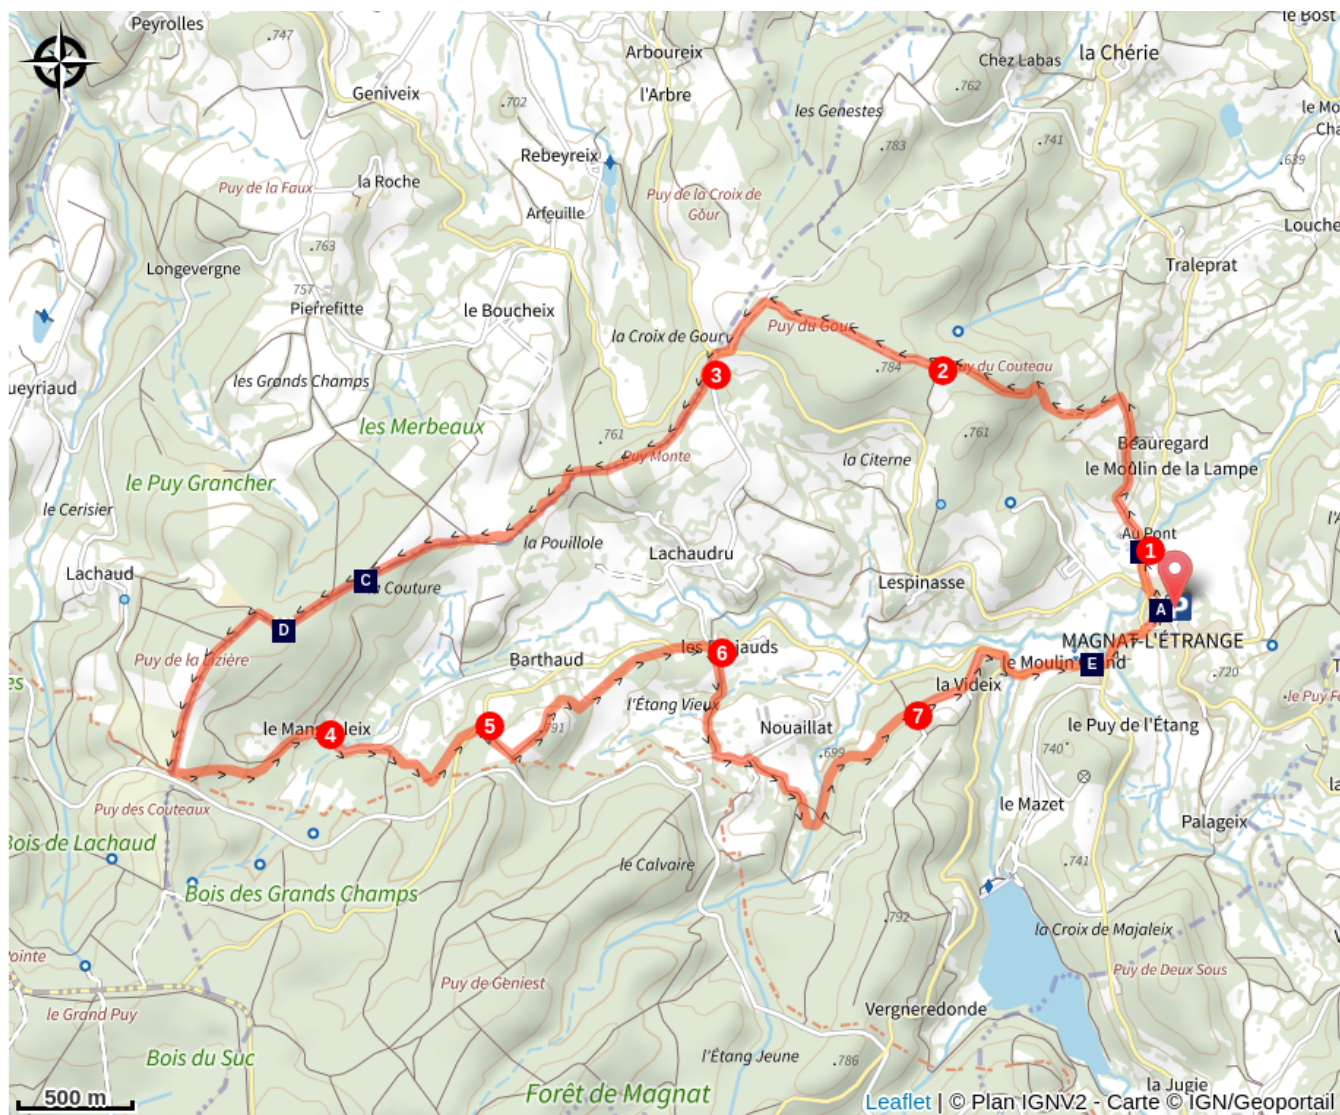 Peyrolles
.747
Arboureix
Chez Labas
la Chérie
le Bost
Geniveix
.702
l'Arbre
.762
les Genestes
le Mo
Cha
Rebeyreix
.783
.741
.639
Puy de la Faux
la Roche
Puy de la Croix de
Gour
Arfeuille
Louche
.763
Longevergne
Traleprat
757
Pierrefitte
le Boucheix
la Croix de Gour
Puy du Gour
ueyriaud
les Grands Champs
3
.784
2
uy du Couteau
les Merbeaux
.761
Puy Monte
.761
Beauregard
la Citerne
le Moulin de la Lampe
le Puy Grancher
le Cerisier
la Pouillole
Au Pont
1
Lachaud
C
la Couture
Lachaudru
Lespinasse
A
P
D
MAGNAT-L'ÉTRANGE
Puy de la Lizière
Barthaud
6
E
es
l'Étang Vieux
la Videix
.720
le Puy Fe
4
5
791
Nouaillat
7
le Puy de l'Étang
.699
740
Puy des Couteaux
le Mazet
Palageix
Bois de Lachaud
le Calvaire
.741
Bois des Grands Champs
.792
la Croix de Majaleix
ointe
Puy de Geniest
Puy de Deux Sous
le Grand Puy
Vergneredonde
Bois du Suc
l'Étang Jeune
.786
Forêt de Magnat
la Jugie
500 m
Leaflet | © Plan IGNV2 - Carte © IGN/Geoportail